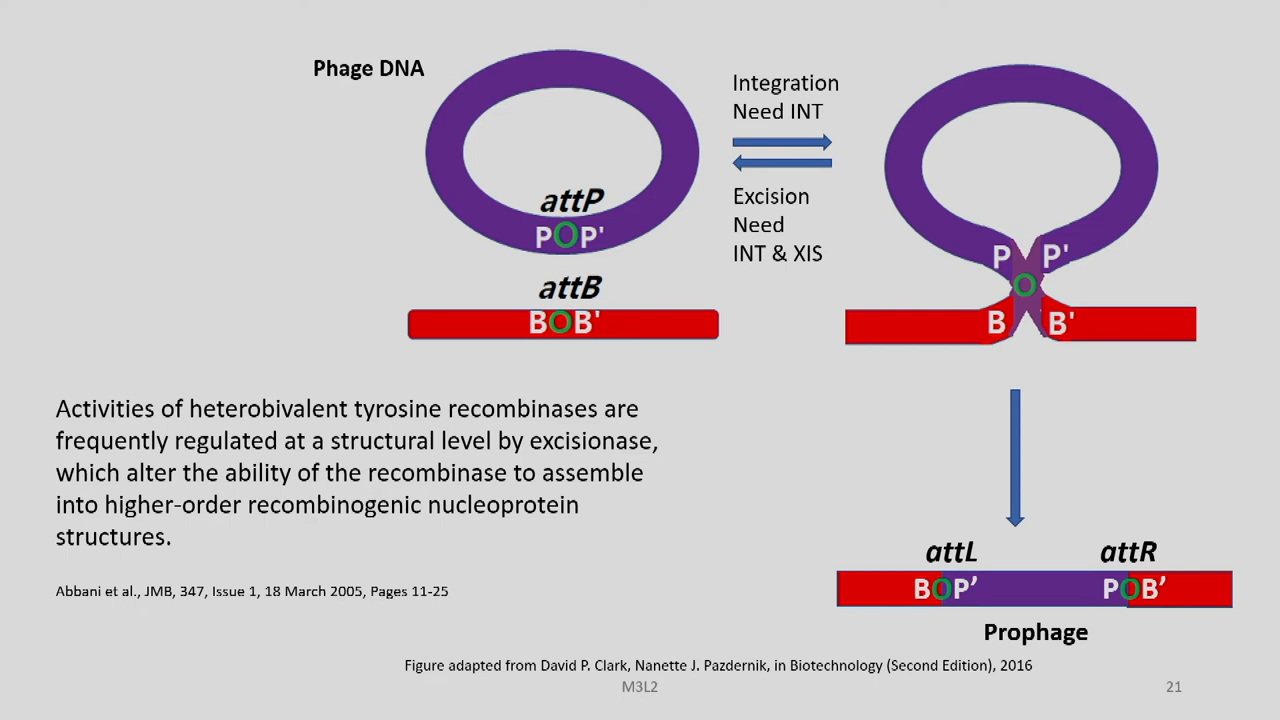 Phage DNA
Integration
Need INT
Excision
Need
INT & XIS
attP
POP'
attB
BOB'
P P'
O
B B'
Activities of heterobivalent tyrosine recombinases are
frequently regulated at a structural level by excisionase,
which alter the ability of the recombinase to assemble
into higher-order recombinogenic nucleoprotein
structures.
Abbani et al., JMB, 347, Issue 1, 18 March 2005, Pages 11-25
attL attR
BOP’ POB’
Prophage
Figure adapted from David P. Clark, Nanette J. Pazdernik, in Biotechnology (Second Edition), 2016
M3L2 21